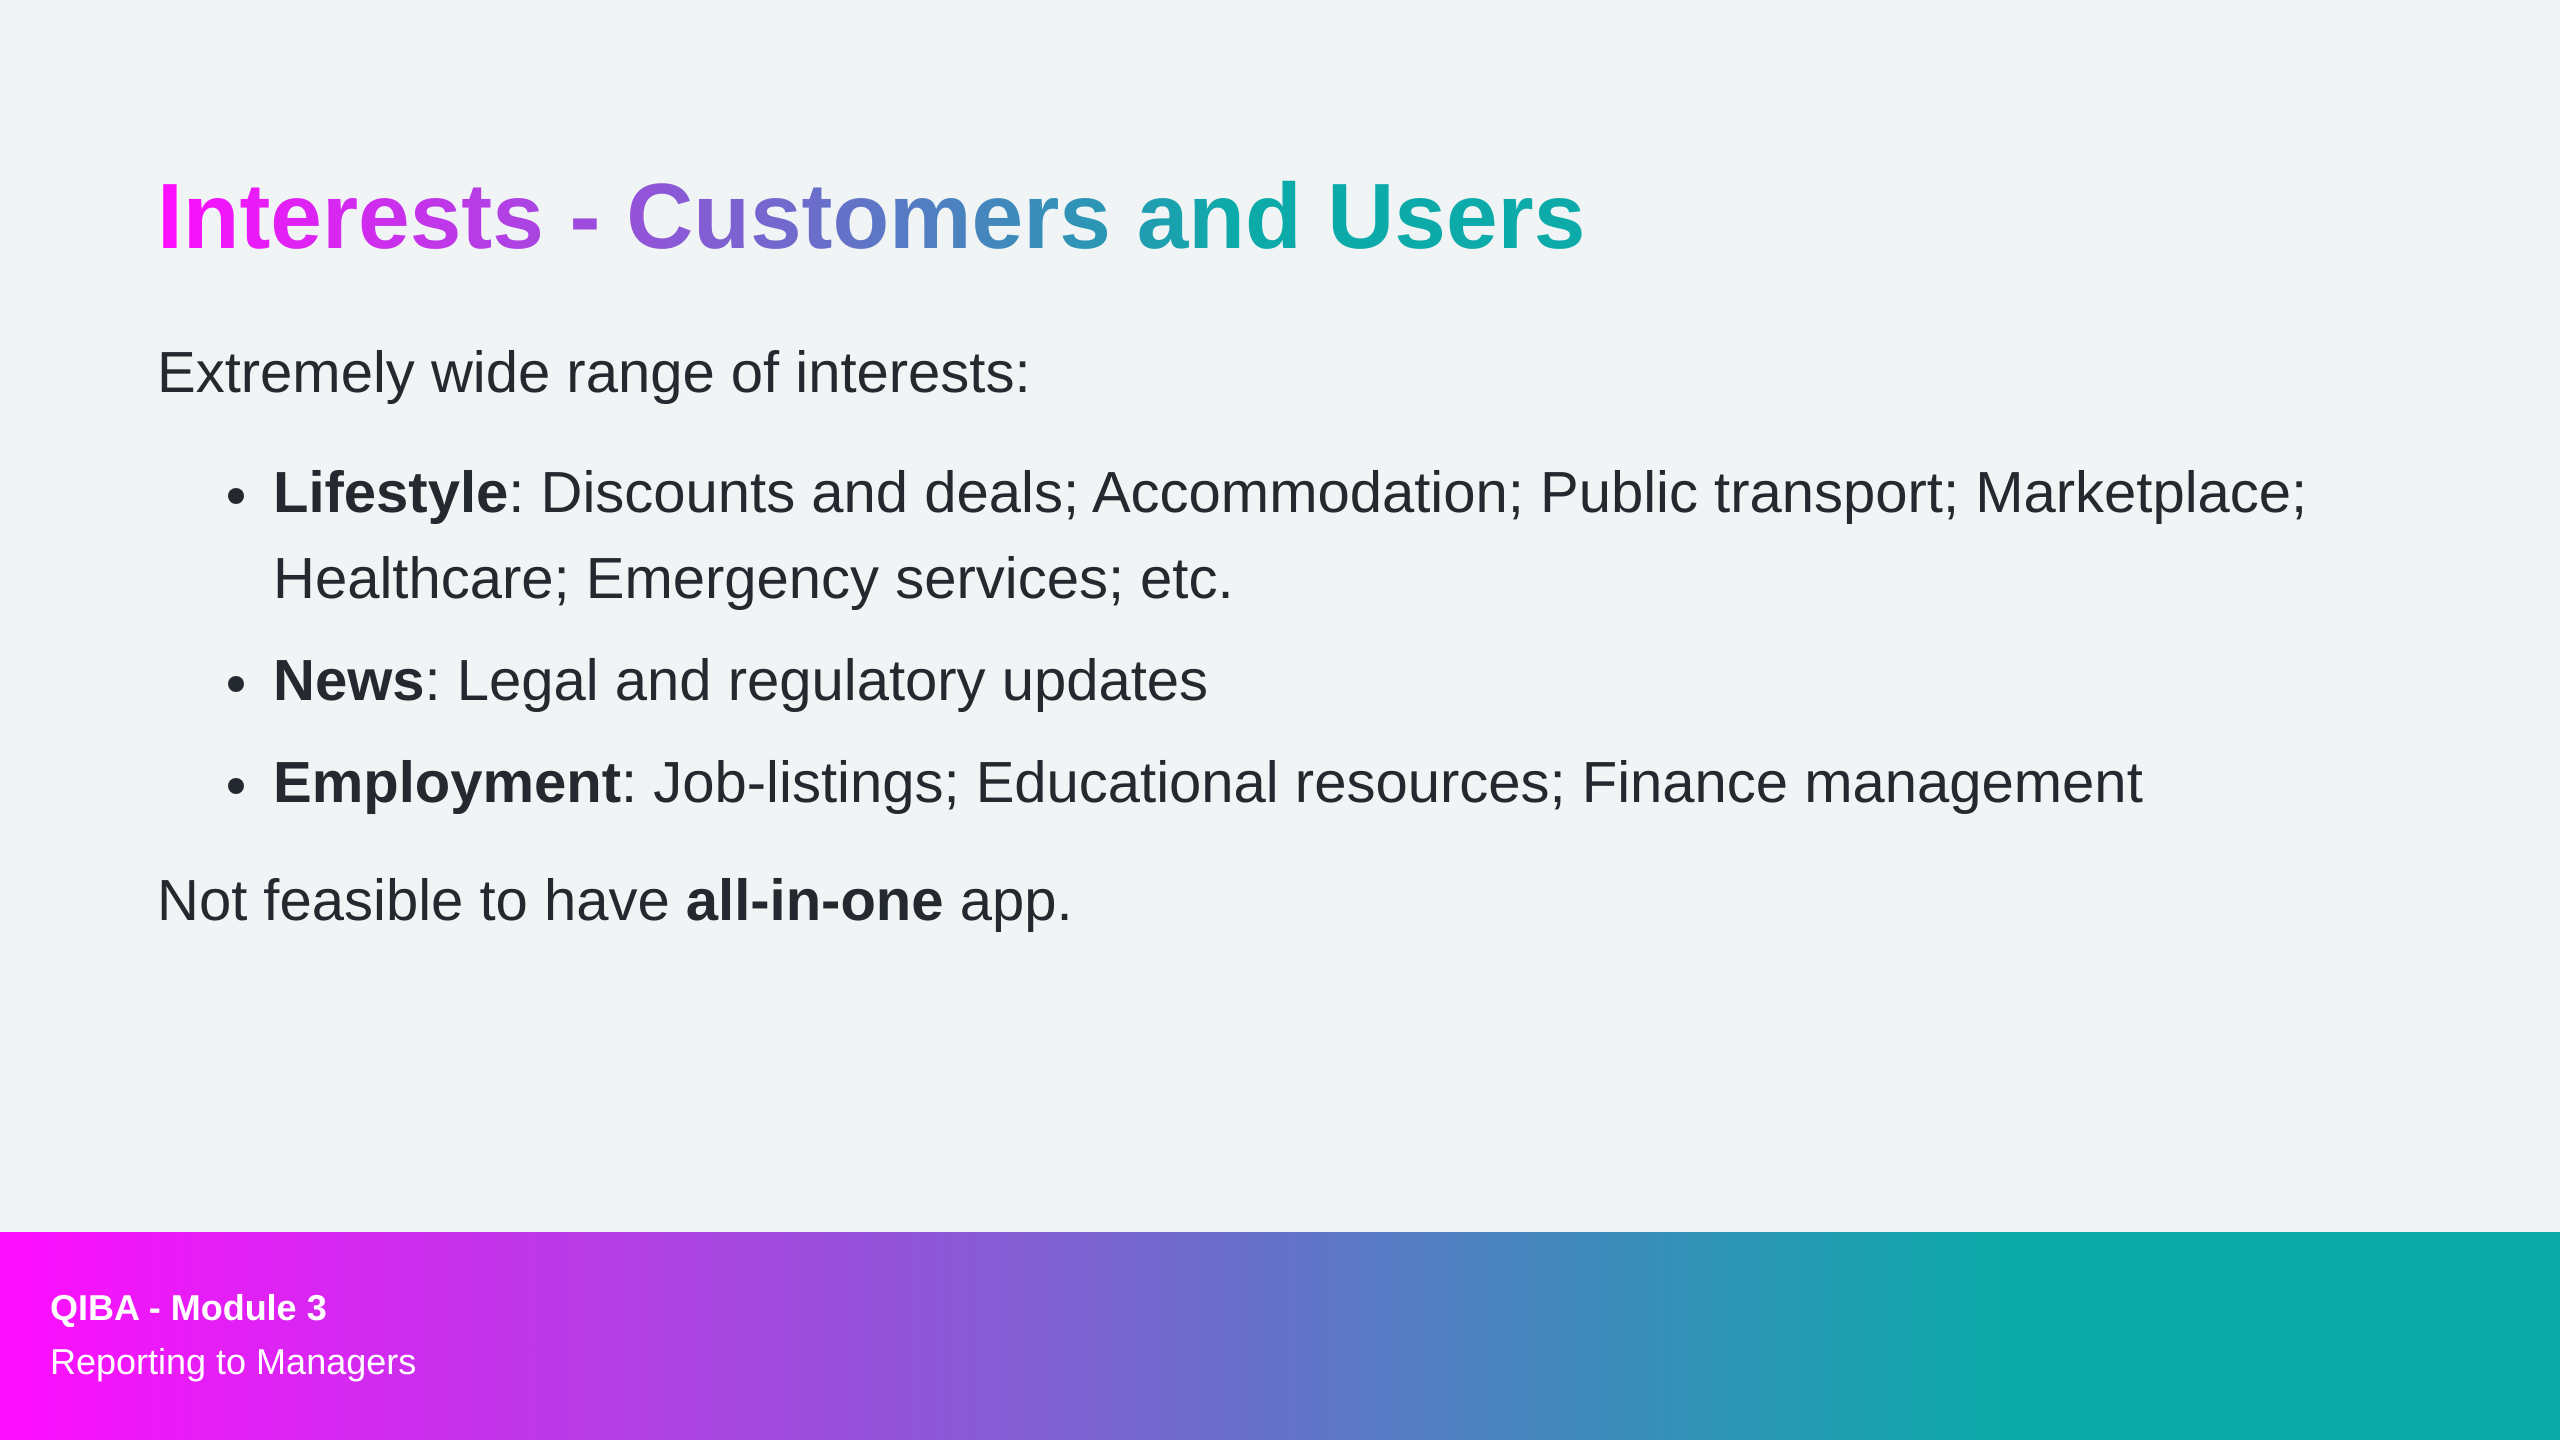 Interests - Customers and Users
Extremely wide range of interests:
• Lifestyle: Discounts and deals; Accommodation; Public transport; Marketplace;
Healthcare; Emergency services; etc.
• News: Legal and regulatory updates
• Employment: Job-listings; Educational resources; Finance management
Not feasible to have all-in-one app.
QIBA - Module 3
Reporting to Managers